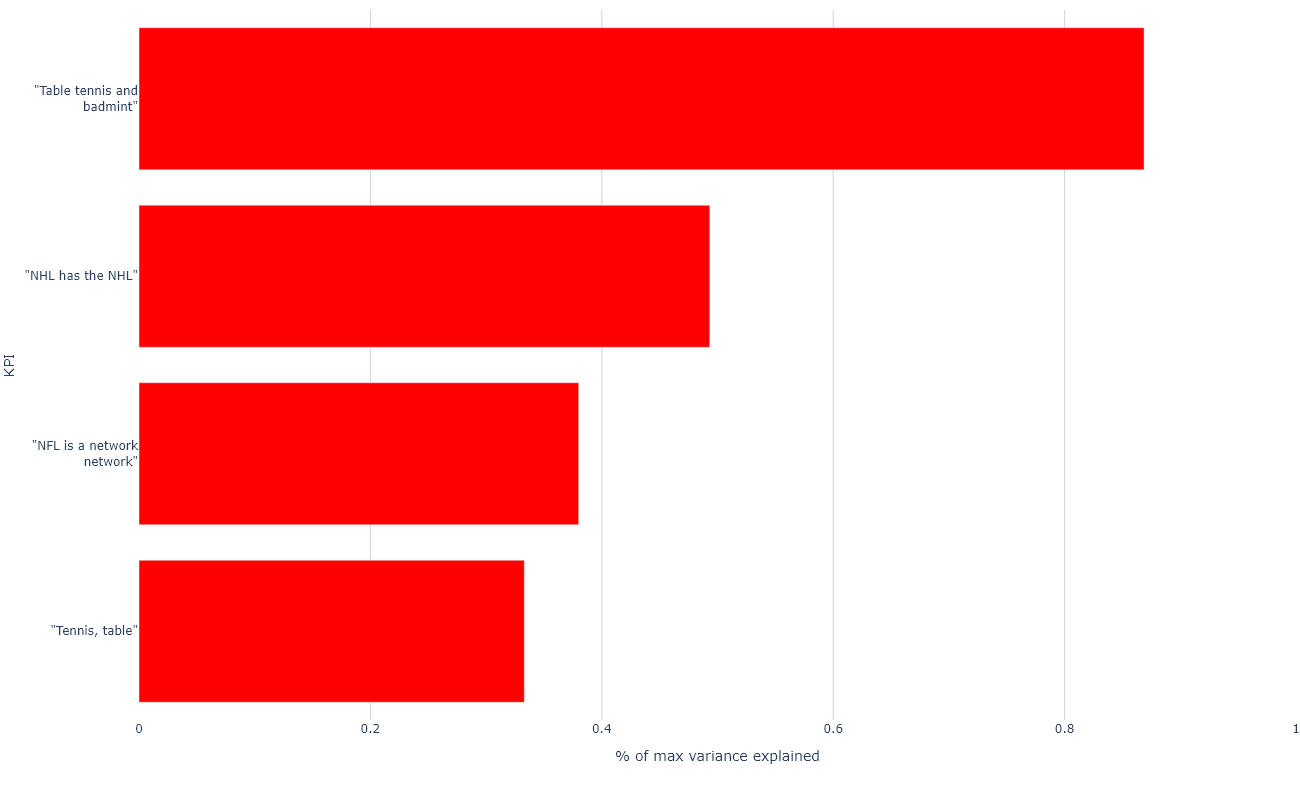 "Table tennis and
badmint"
"NHL has the NHL"
KPI
"NFL is a network
network"
"Tennis, table"
0 0.2 0.4 0.6 0.8 1
% of max variance explained